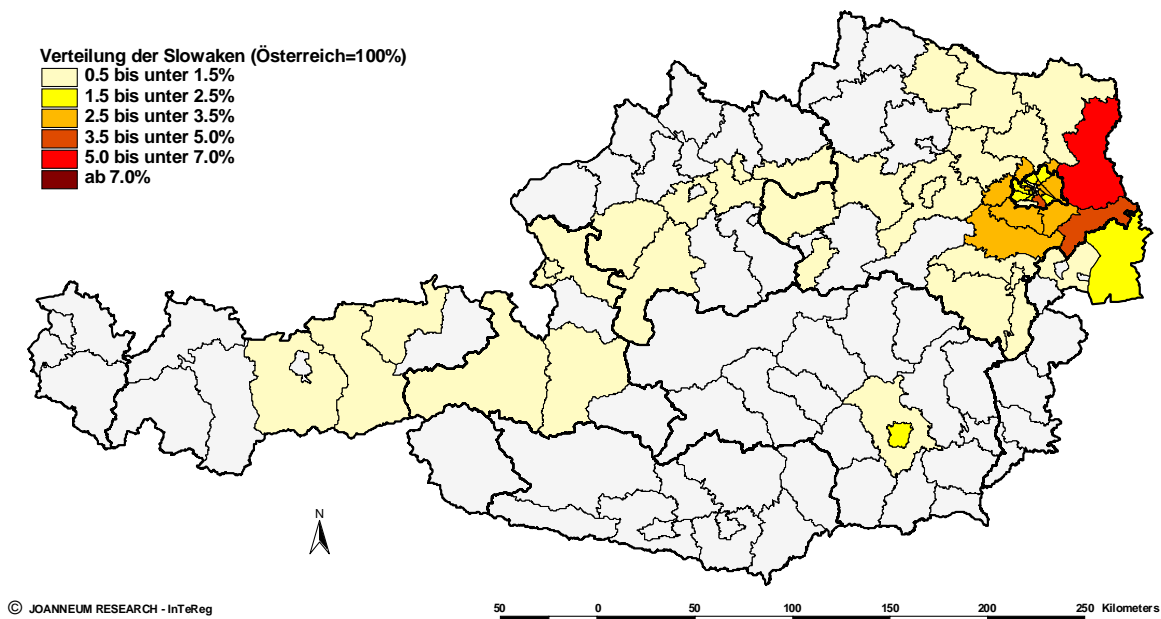 Verteilung der Slowaken (Österreich=100%)
0.5 bis unter 1.5%
1.5 bis unter 2.5%
2.5 bis unter 3.5%
3.5 bis unter 5.0%
5.0 bis unter 7.0%
ab 7.0%
N
© JOANNEUM RESEARCH - InTeReg
50 0 50 100 150 200 250 Kilometers